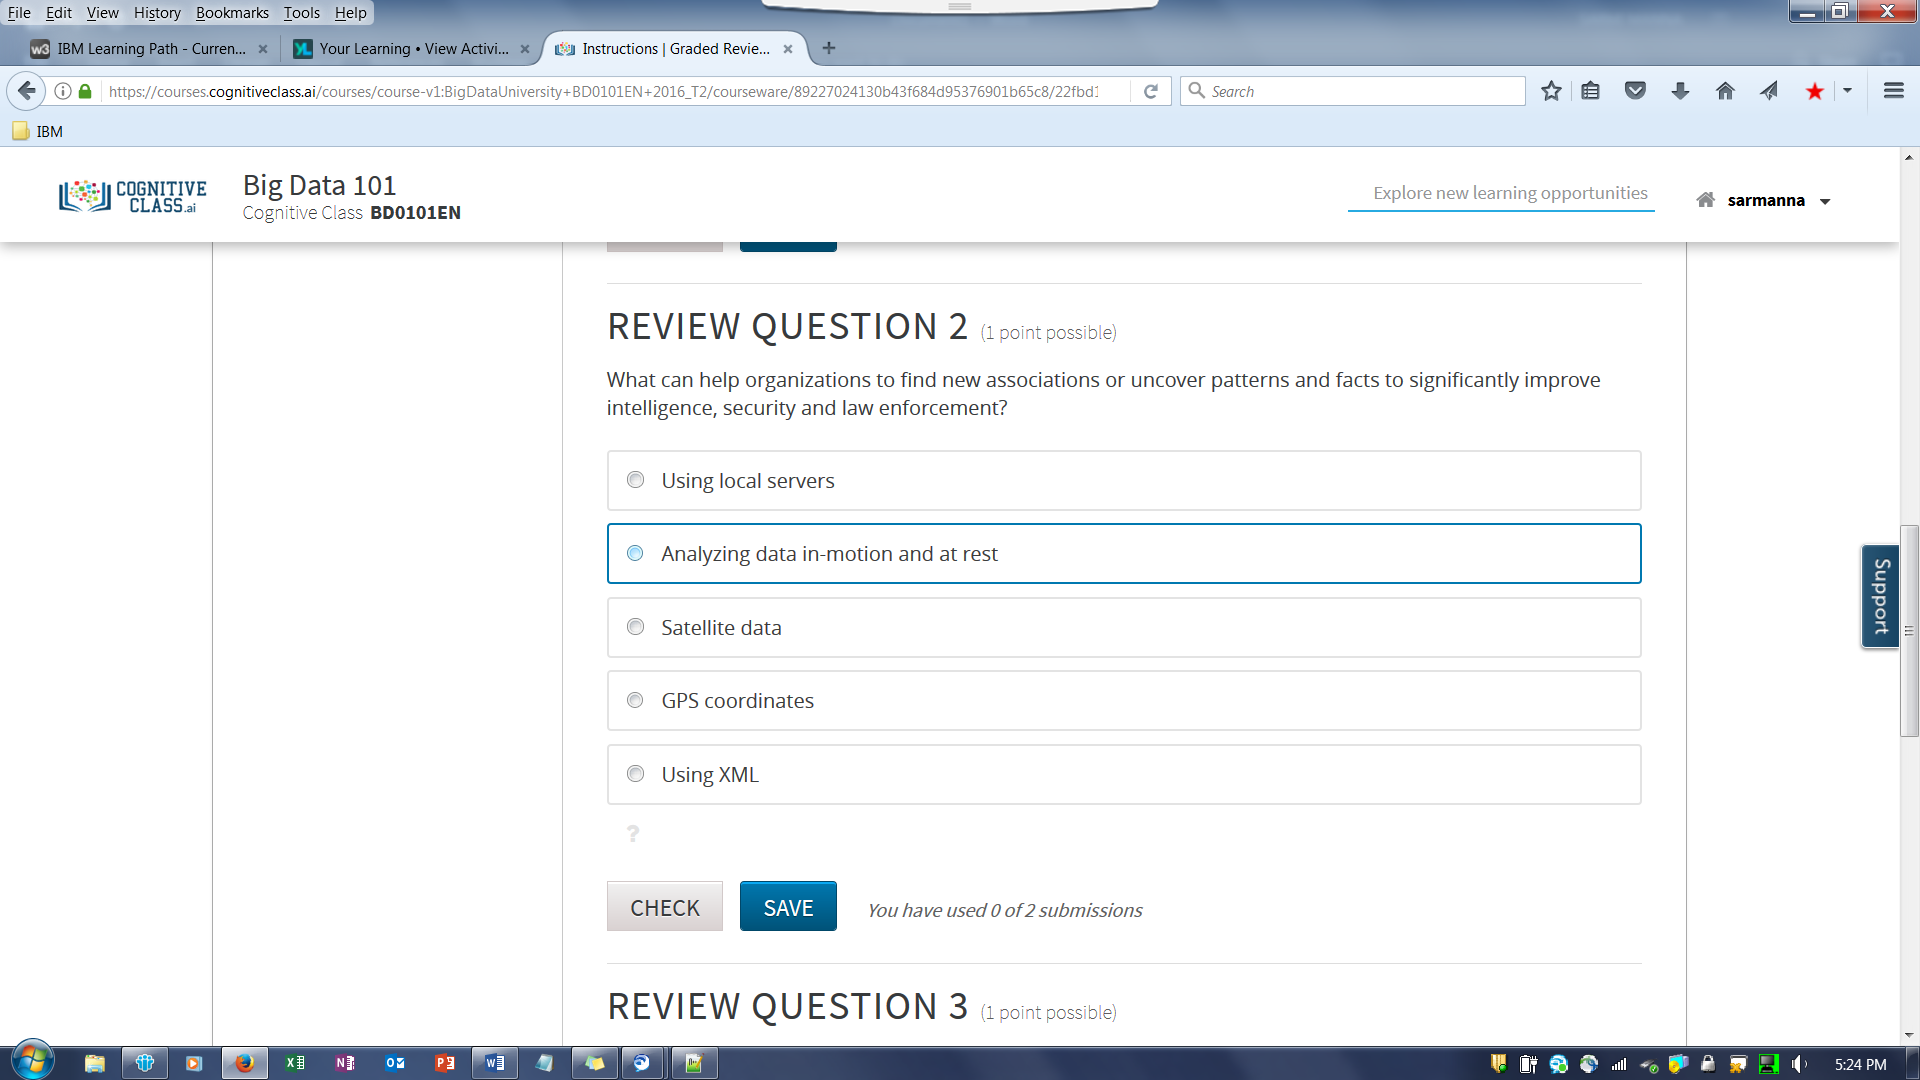 File Edit View History Bookmarks Tools Help
w3 IBM Learning Path - Curren... × YL Your Learning • View Activi... × Instructions | Graded Revie... × +
https://courses.cognitiveclass.ai/courses/course-v1:BigDataUniversity+BD0101EN+2016_T2/courseware/89227024130b43f684d95376901b65c8/22fbd1 Search
IBM
COGNITIVE
CLASS.ai
Big Data 101
Cognitive Class BD0101EN
Explore new learning opportunities
sarmanna
REVIEW QUESTION 2 (1 point possible)
What can help organizations to find new associations or uncover patterns and facts to significantly improve
intelligence, security and law enforcement?
Using local servers
Analyzing data in-motion and at rest
Satellite data
GPS coordinates
Using XML
?
CHECK SAVE You have used 0 of 2 submissions
Support
REVIEW QUESTION 3 (1 point possible)
5:24 PM